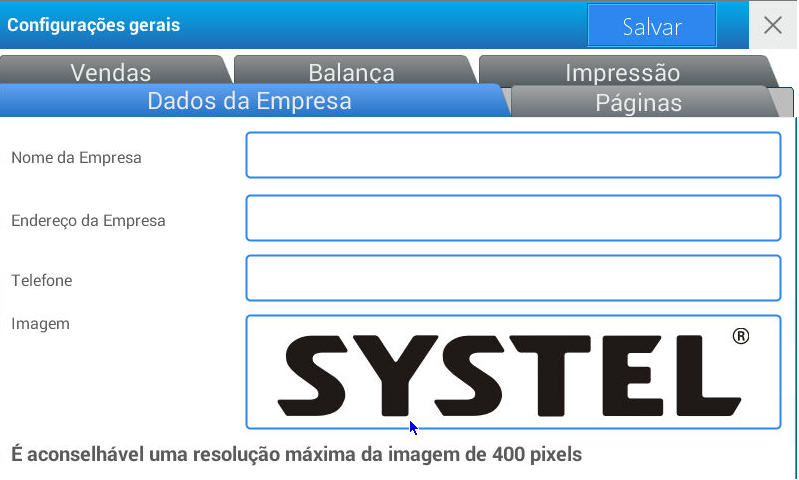 Configurações gerais
Salvar
Vendas
Balança
Impressão
Dados da Empresa
Páginas
Nome da Empresa
Endereço da Empresa
Telefone
Imagem
SYSTEL®
É aconselhável uma resolução máxima da imagem de 400 pixels